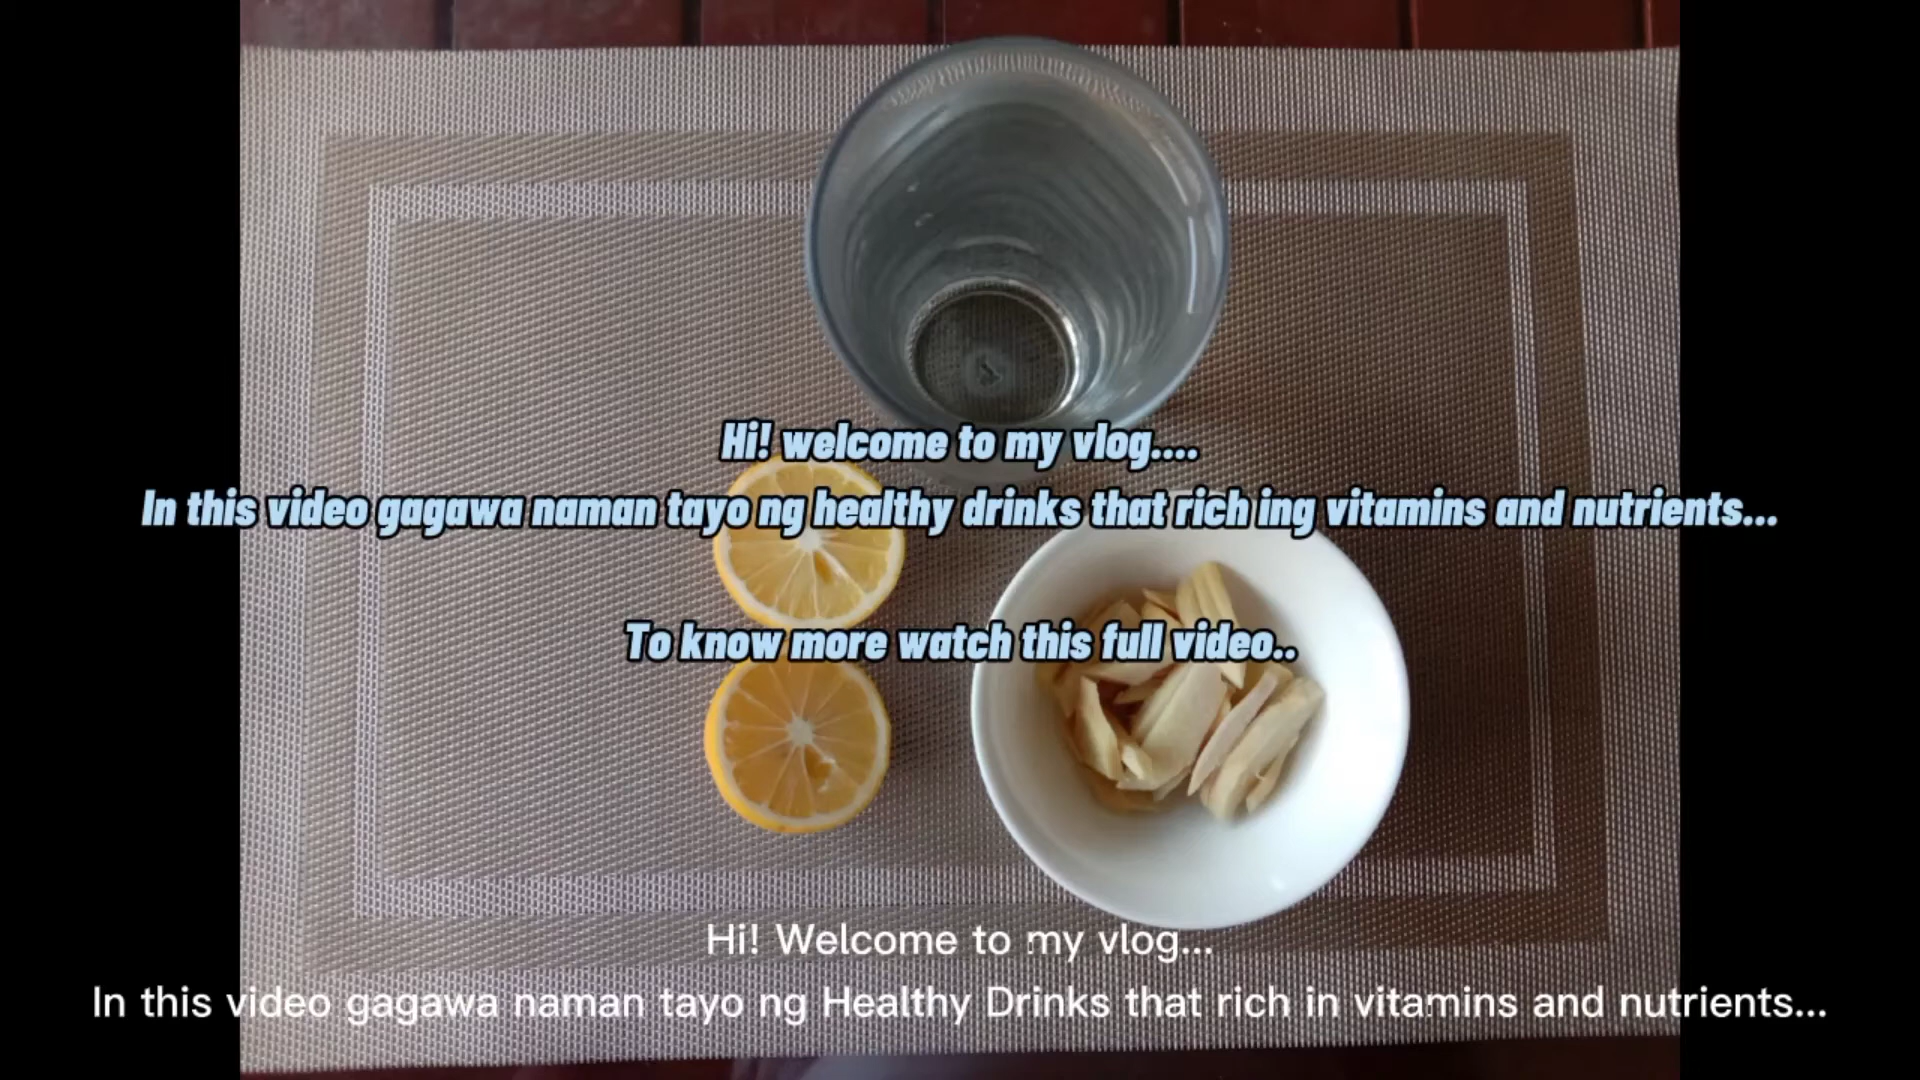 Hi! welcome to my vlog....
In this video gagawa naman tayo ng healthy drinks that rich ing vitamins and nutrients...
To know more watch this full video..
Hi! Welcome to my vlog...
In this video gagawa naman tayo ng Healthy Drinks that rich in vitamins and nutrients...